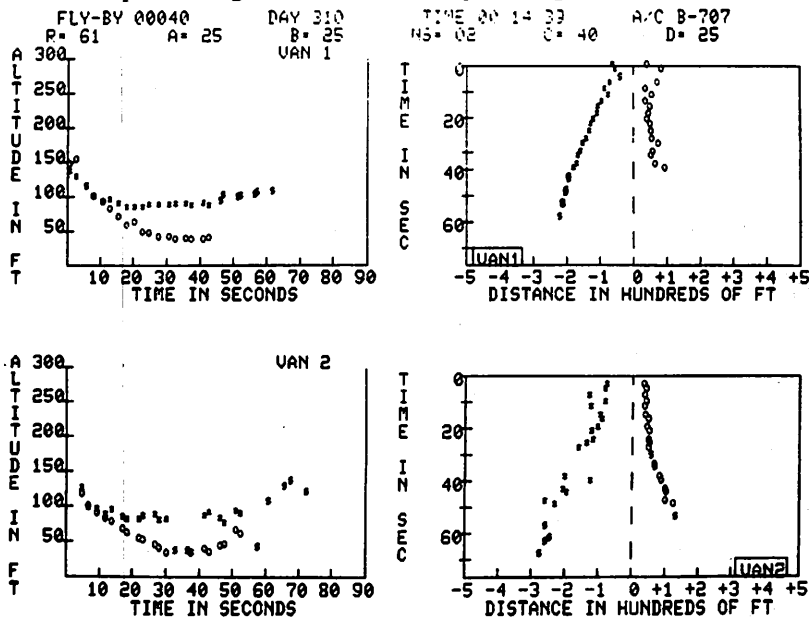 FLY-BY 00040 DAY 310 TIME 00 14 39 A/C B-707
R= 61 A= 25 B= 25 NS= 02 C= 40 D= 25
VAN 1
ALTITUDE IN FT
300
250
200
150
100
50
10 20 30 40 50 60 70 80 90
TIME IN SECONDS
TIME IN SEC
0
20
40
60
VAN1
-5 -4 -3 -2 -1 0 +1 +2 +3 +4 +5
DISTANCE IN HUNDREDS OF FT
VAN 2
ALTITUDE IN FT
300
250
200
150
100
50
10 20 30 40 50 60 70 80 90
TIME IN SECONDS
TIME IN SEC
0
20
40
60
VAN2
-5 -4 -3 -2 -1 0 +1 +2 +3 +4 +5
DISTANCE IN HUNDREDS OF FT